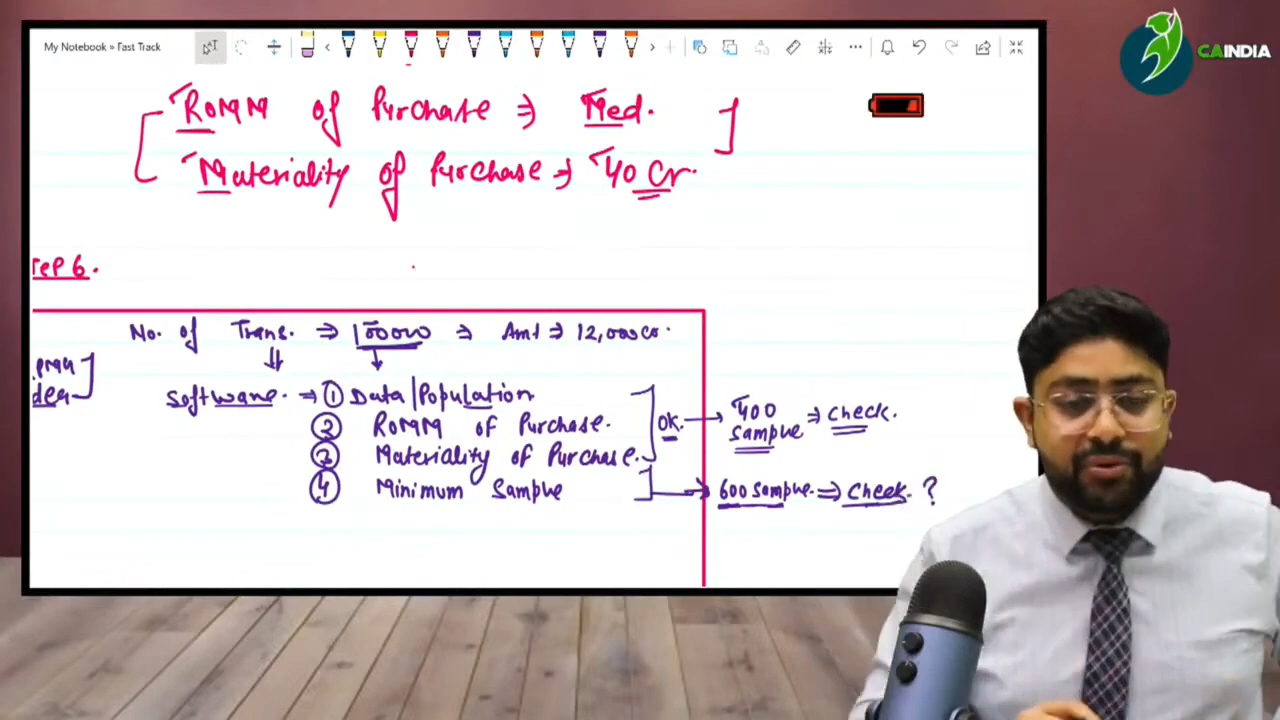 My Notebook » Fast Track
CAINDIA
ROMM of Purchase ⇒ Med.
Materiality of Purchase ⇒ 40 Cr.
TEP 6.
No. of Trans. ⇒ 100000 ⇒ Amt ⇒ 12,000 cr.
Software. → ① Data/Population
② ROMM of Purchase.
③ Materiality of Purchase.
④ Minimum Sample
OK. → 400 Sample ⇒ Check.
→ 600 Sample. ⇒ Check. ?